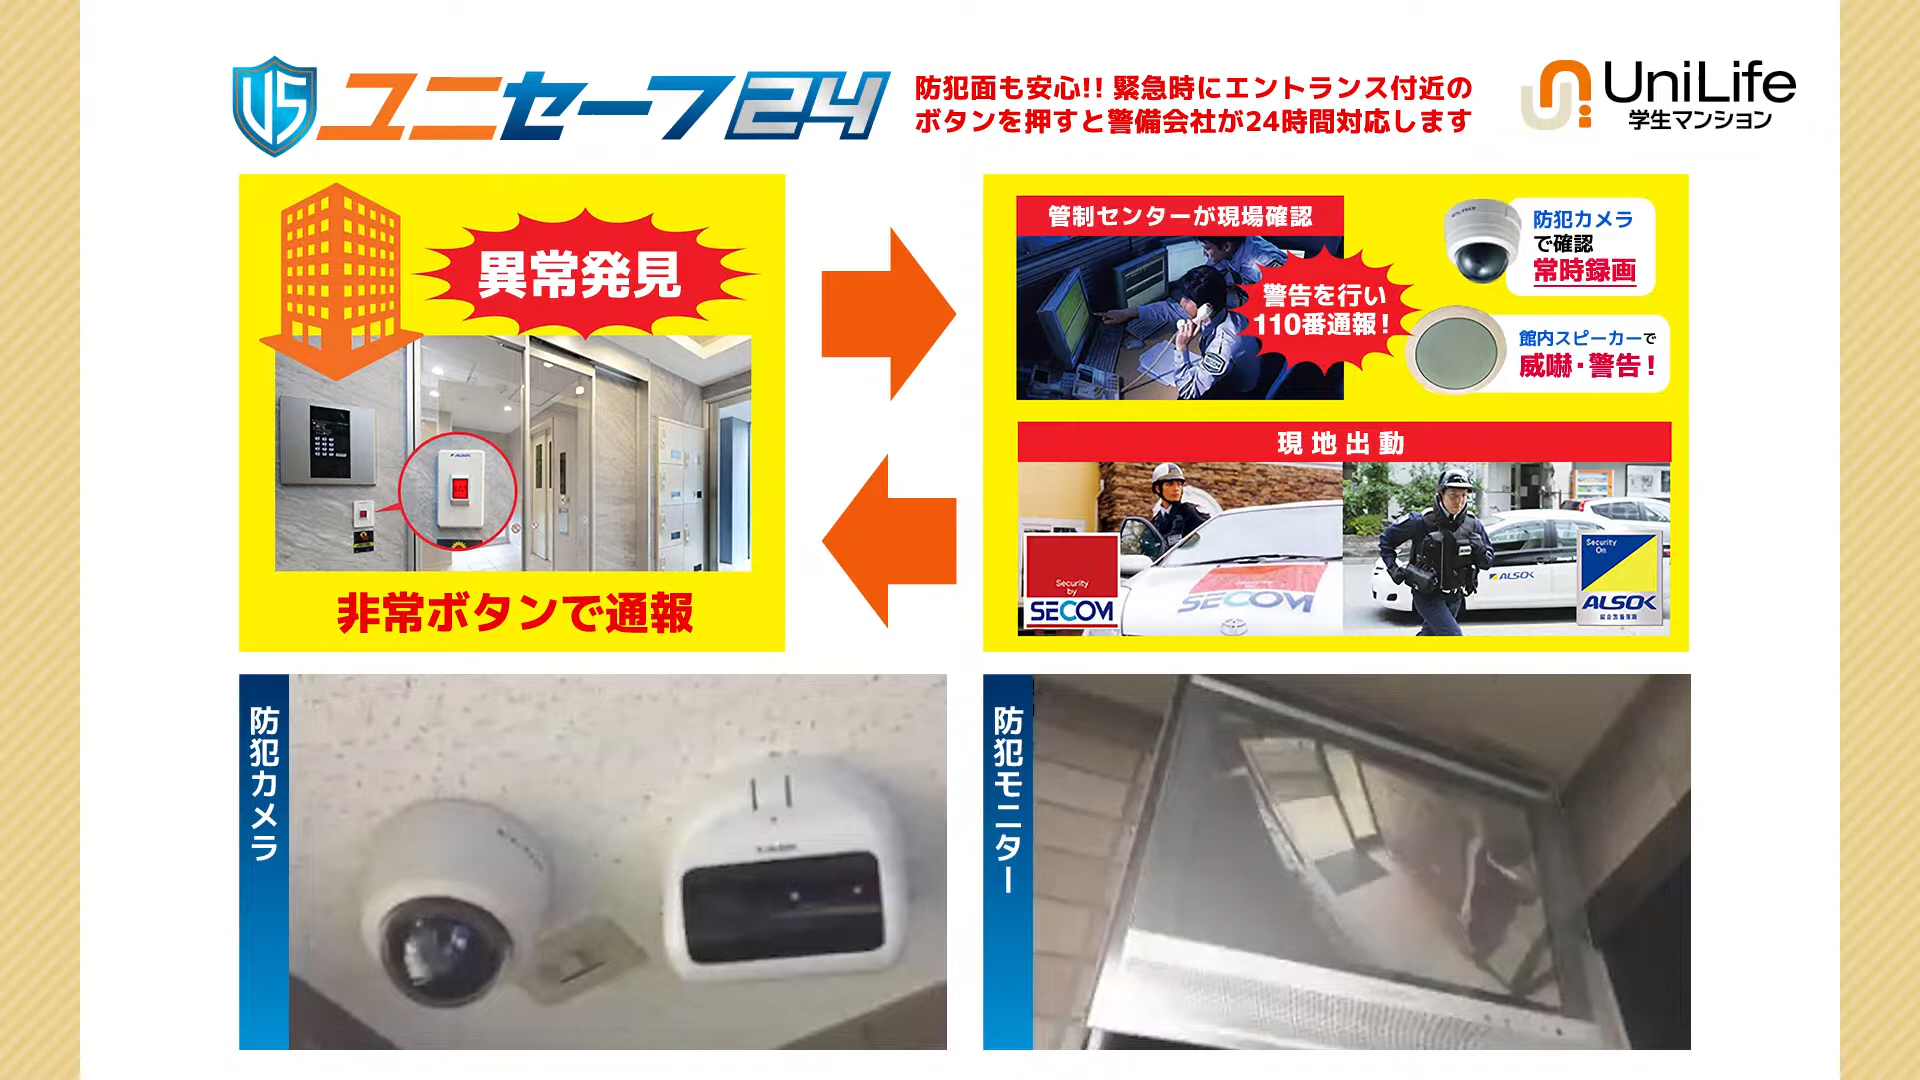 US ユニセーフ24
防犯面も安心!! 緊急時にエントランス付近の
ボタンを押すと警備会社が24時間対応します
UniLife
学生マンション
異常発見
ALSOK
非常ボタンで通報
管制センターが現場確認
警告を行い
110番通報!
防犯カメラ
で確認
常時録画
館内スピーカーで
威嚇・警告!
現地出動
Security
by
SECOM
SECOM
ALSOK
Security
On
ALSOK
防犯カメラ
防犯モニター